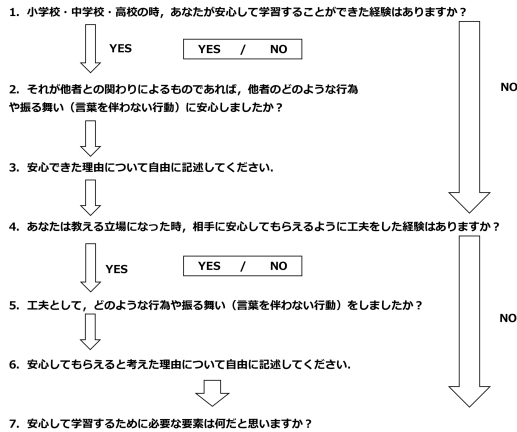 1. 小学校・中学校・高校の時，あなたが安心して学習することができた経験はありますか？
YES
YES / NO
NO
2. それが他者との関わりによるものであれば，他者のどのような行為
や振る舞い（言葉を伴わない行動）に安心しましたか？
3. 安心できた理由について自由に記述してください．
4. あなたは教える立場になった時，相手に安心してもらえるように工夫をした経験はありますか？
YES
YES / NO
5. 工夫として，どのような行為や振る舞い（言葉を伴わない行動）をしましたか？
NO
6. 安心してもらえると考えた理由について自由に記述してください．
7. 安心して学習するために必要な要素は何だと思いますか？